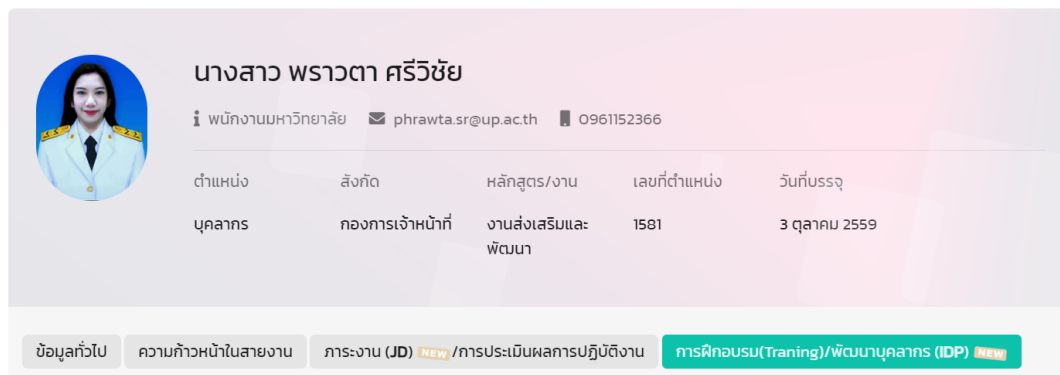 นางสาว พราวตา ศรีวิชัย
พนักงานมหาวิทยาลัย phrawta.sr@up.ac.th 0961152366
ตำแหน่ง สังกัด หลักสูตร/งาน เลขที่ตำแหน่ง วันที่บรรจุ
บุคลากร กองการเจ้าหน้าที่ งานส่งเสริมและ 1581 3 ตุลาคม 2559
พัฒนา
ข้อมูลทั่วไป ความก้าวหน้าในสายงาน ภาระงาน (JD) NEW /การประเมินผลการปฏิบัติงาน การฝึกอบรม(Traning)/พัฒนาบุคลากร (IDP) NEW